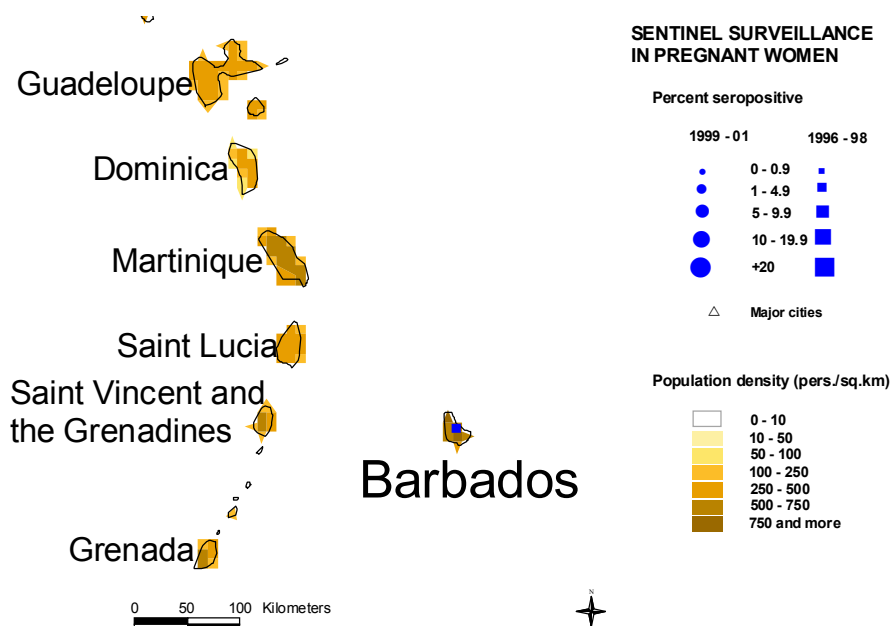 SENTINEL SURVEILLANCE
IN PREGNANT WOMEN
Percent seropositive
1999 - 01 1996 - 98
0 - 0.9
1 - 4.9
5 - 9.9
10 - 19.9
+20
Major cities
Population density (pers./sq.km)
0 - 10
10 - 50
50 - 100
100 - 250
250 - 500
500 - 750
750 and more
Guadeloupe
Dominica
Martinique
Saint Lucia
Saint Vincent and
the Grenadines
Barbados
Grenada
0 50 100 Kilometers
N